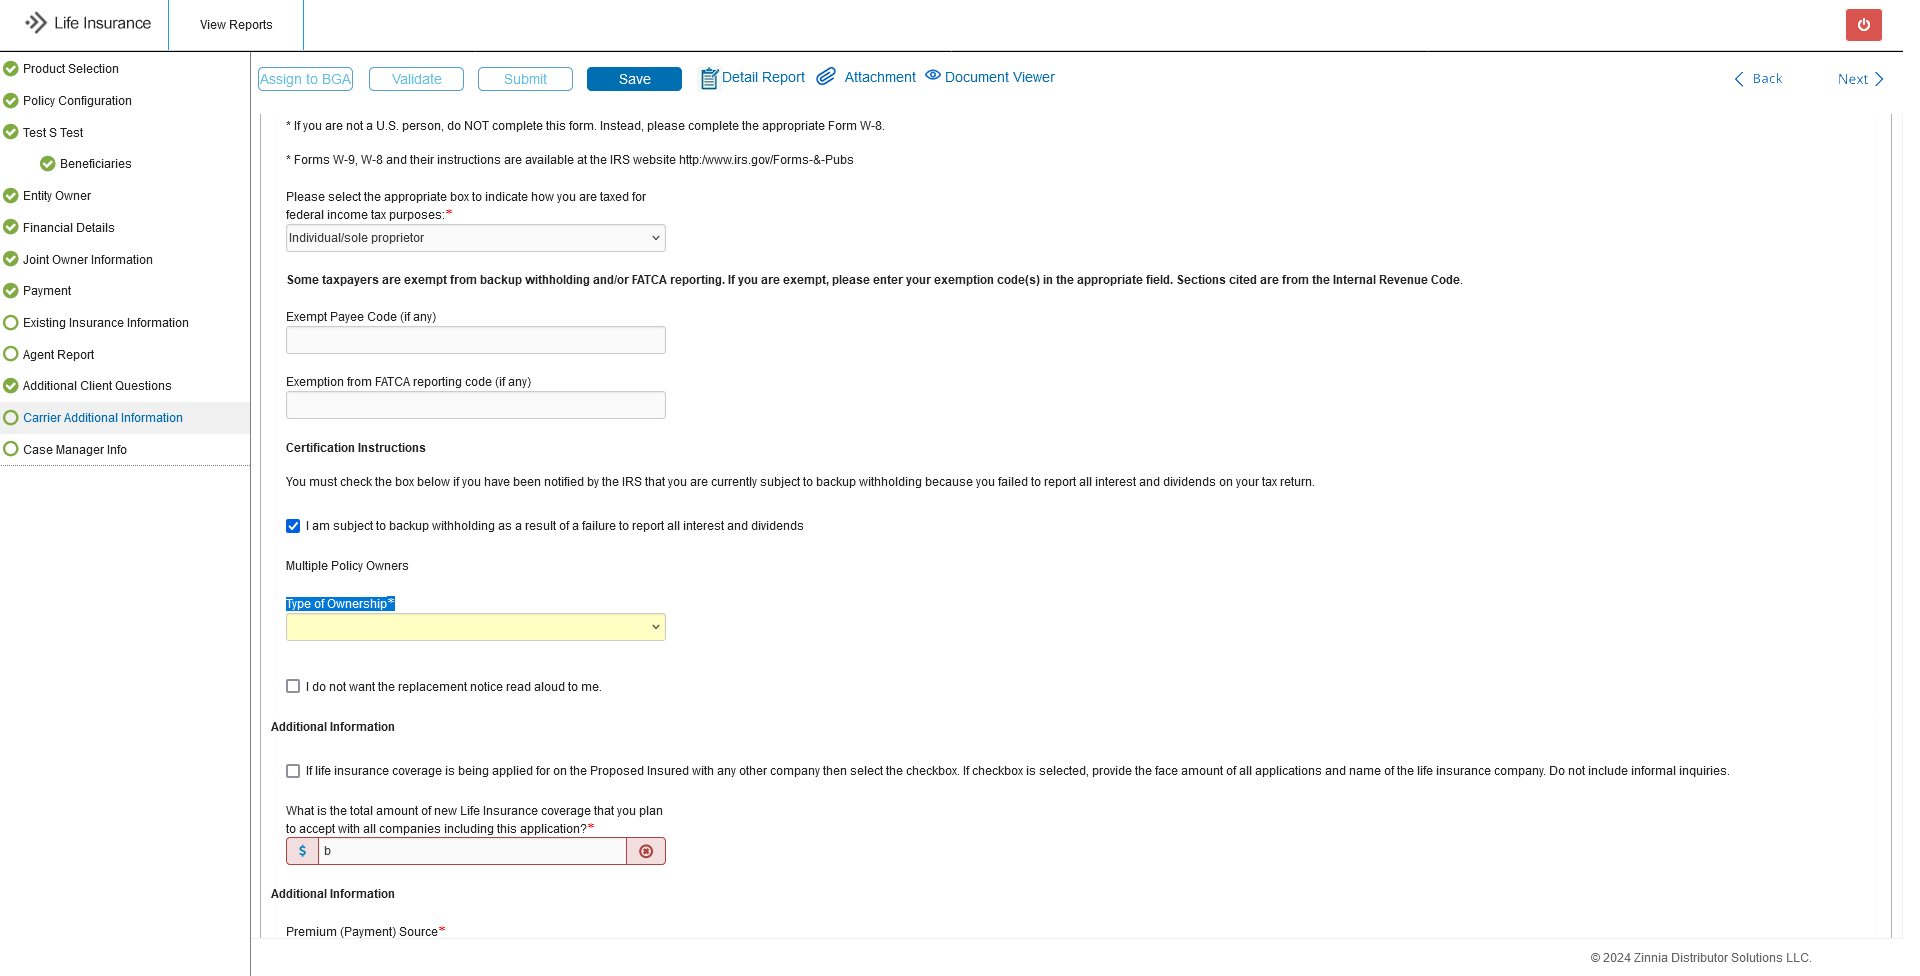 Life Insurance
View Reports
Product Selection
Policy Configuration
Test S Test
Beneficiaries
Entity Owner
Financial Details
Joint Owner Information
Payment
Existing Insurance Information
Agent Report
Additional Client Questions
Carrier Additional Information
Case Manager Info
Assign to BGA
Validate
Submit
Save
Detail Report
Attachment
Document Viewer
Back
Next
* If you are not a U.S. person, do NOT complete this form. Instead, please complete the appropriate Form W-8.
* Forms W-9, W-8 and their instructions are available at the IRS website http:/www.irs.gov/Forms-&-Pubs
Please select the appropriate box to indicate how you are taxed for
federal income tax purposes:*
Individual/sole proprietor
Some taxpayers are exempt from backup withholding and/or FATCA reporting. If you are exempt, please enter your exemption code(s) in the appropriate field. Sections cited are from the Internal Revenue Code.
Exempt Payee Code (if any)
Exemption from FATCA reporting code (if any)
Certification Instructions
You must check the box below if you have been notified by the IRS that you are currently subject to backup withholding because you failed to report all interest and dividends on your tax return.
I am subject to backup withholding as a result of a failure to report all interest and dividends
Multiple Policy Owners
Type of Ownership*
I do not want the replacement notice read aloud to me.
Additional Information
If life insurance coverage is being applied for on the Proposed Insured with any other company then select the checkbox. If checkbox is selected, provide the face amount of all applications and name of the life insurance company. Do not include informal inquiries.
What is the total amount of new Life Insurance coverage that you plan
to accept with all companies including this application?*
$ b
Additional Information
Premium (Payment) Source*
© 2024 Zinnia Distributor Solutions LLC.